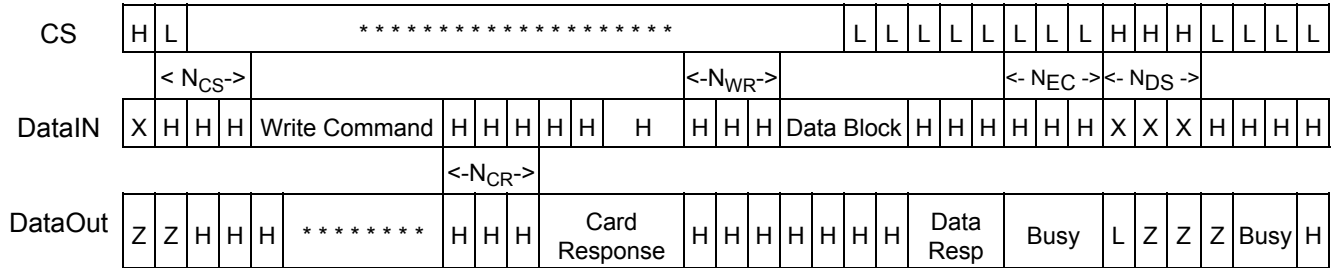 CS H L * * * * * * * * * * * * * * * * * * * * L L L L L L L L H H H L L L L
< N_CS-> <-N_WR-> <- N_EC -> <- N_DS ->
DataIN X H H H Write Command H H H H H H H H H Data Block H H H H H H X X X H H H H
<-N_CR->
DataOut Z Z H H H * * * * * * * * H H H Card Response H H H H H H H Data Resp Busy L Z Z Z Busy H